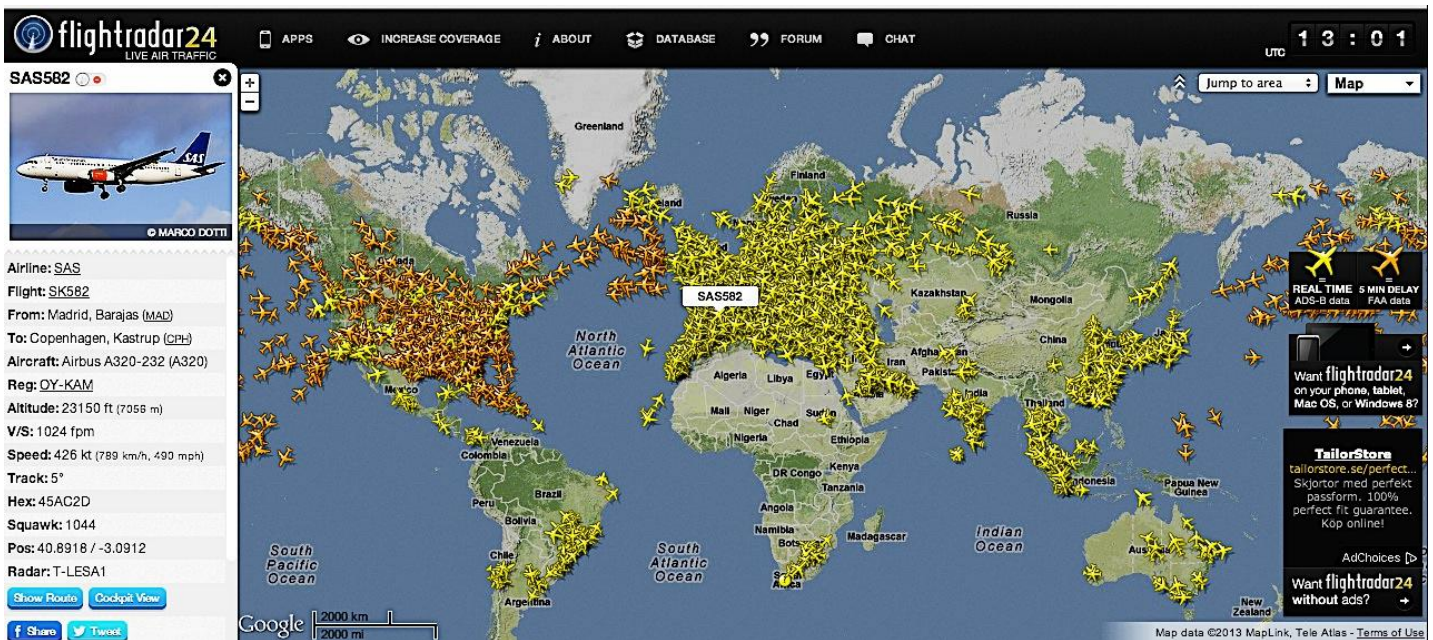 flightradar24
LIVE AIR TRAFFIC
APPS
INCREASE COVERAGE
ABOUT
DATABASE
FORUM
CHAT
UTC 13:01
SAS582
SAS
© MARCO DOTTI
Airline: SAS
Flight: SK582
From: Madrid, Barajas (MAD)
To: Copenhagen, Kastrup (CPH)
Aircraft: Airbus A320-232 (A320)
Reg: OY-KAM
Altitude: 23150 ft (7056 m)
V/S: 1024 fpm
Speed: 426 kt (789 km/h, 490 mph)
Track: 5°
Hex: 45AC2D
Squawk: 1044
Pos: 40.8918 / -3.0912
Radar: T-LESA1
Show Route
Cockpit View
Share
Tweet
+
-
Jump to area
Map
Greenland
Finland
Sweden
Russia
Canada
SAS582
Kazakhstan
Mongolia
North
Atlantic
Ocean
China
Iran
Algeria
Libya
Egypt
India
Mexico
Mali
Niger
Chad
Thailand
Venezuela
Colombia
Nigeria
Ethiopia
DR Congo
Kenya
Tanzania
Indonesia
Papua New
Guinea
Brazil
Peru
Bolivia
Angola
Namibia
Madagascar
South
Pacific
Ocean
Chile
South
Atlantic
Ocean
Indian
Ocean
Argentina
New
Zealand
Google
2000 km
2000 mi
REAL TIME
=
ADS-B data
5 MIN DELAY
=
FAA data
Want flightradar24
on your phone, tablet,
Mac OS, or Windows 8?
TailorStore
tailorstore.se/perfect...
Skjortor med perfekt
passform. 100%
perfect fit guarantee.
Köp online!
AdChoices
Want flightradar24
without ads?
Map data ©2013 MapLink, Tele Atlas - Terms of Use